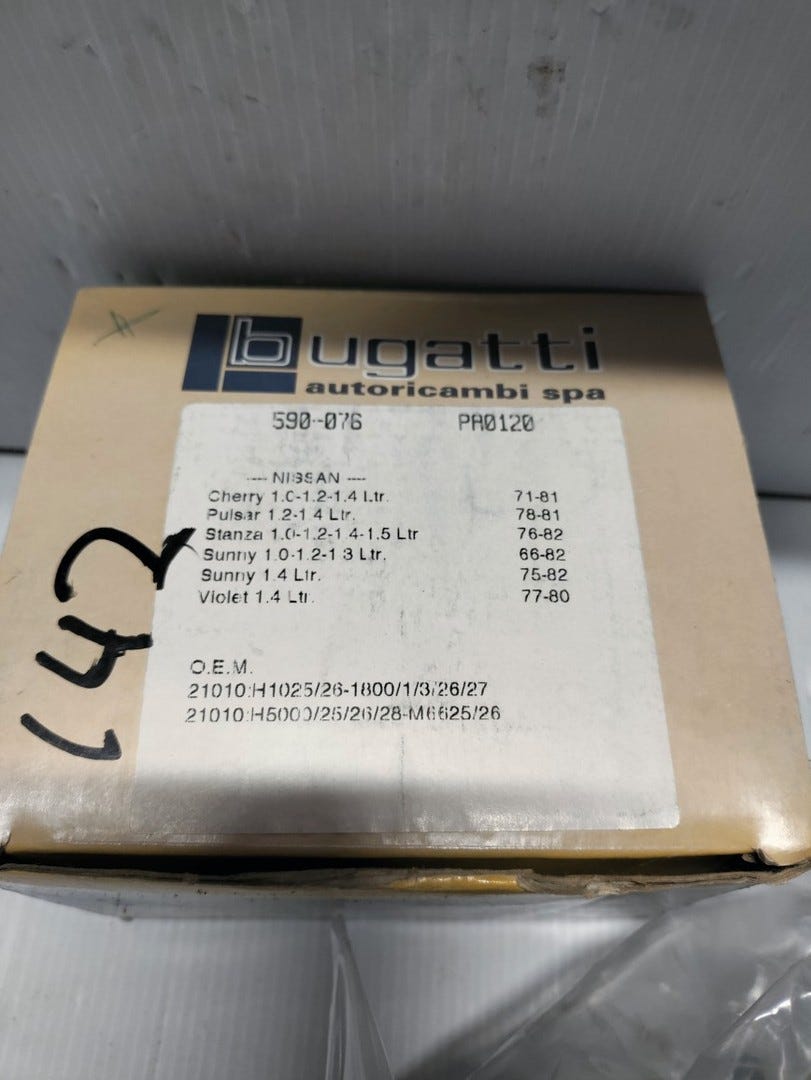 bugatti
autoricambi spa
590-076 PA0120
---- NISSAN ----
Cherry 1.0-1.2-1.4 Ltr. 71-81
Pulsar 1.2-1.4 Ltr. 78-81
Stanza 1.0-1.2-1.4-1.5 Ltr 76-82
Sunny 1.0-1.2-1.3 Ltr. 66-82
Sunny 1.4 Ltr. 75-82
Violet 1.4 Ltr. 77-80
O.E.M.
21010:H1025/26-1800/1/3/26/27
21010:H5000/25/26/28-M6625/26
142